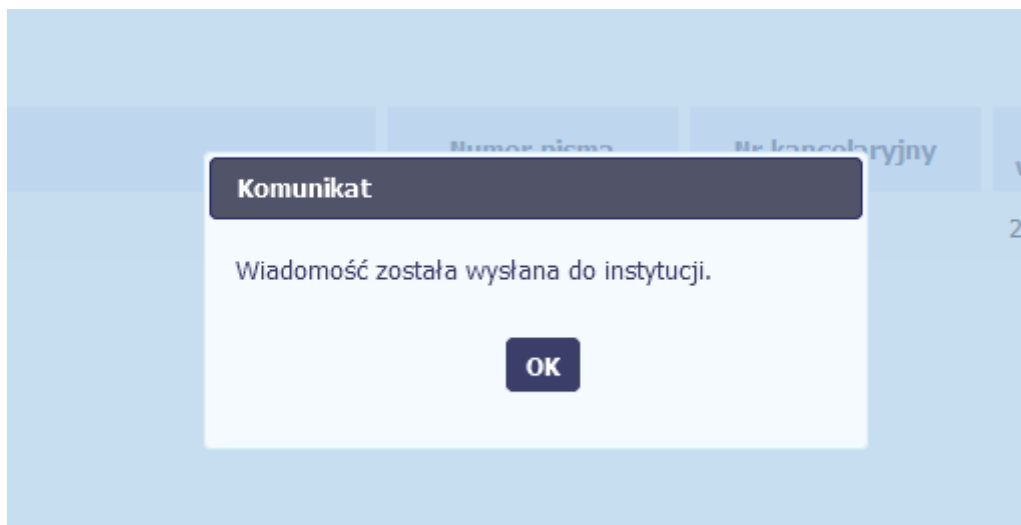 Numer pisma
Nr kancelaryjny
Komunikat
Wiadomość została wysłana do instytucji.
OK